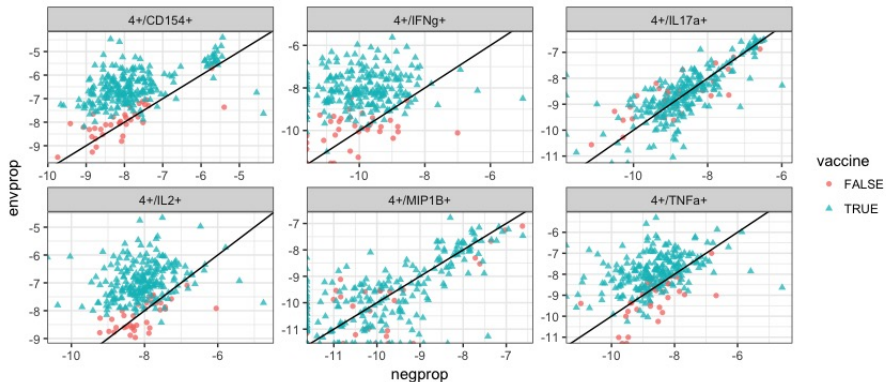 4+/CD154+ 4+/IFNg+ 4+/IL17a+
-5 -6 -7 -8 -9
-6 -8 -10
-7 -8 -9 -10 -11
-10 -9 -8 -7 -6 -5
-10 -8 -6
-10 -8
4+/IL2+ 4+/MIP1B+ 4+/TNFa+
-5 -6 -7 -8 -9
-7 -8 -9 -10 -11
-6 -7 -8 -9 -10 -11
-10 -8 -6
-11 -10 -9 -8 -7
-10 -8 -6
envprop
negprop
vaccine
FALSE
TRUE